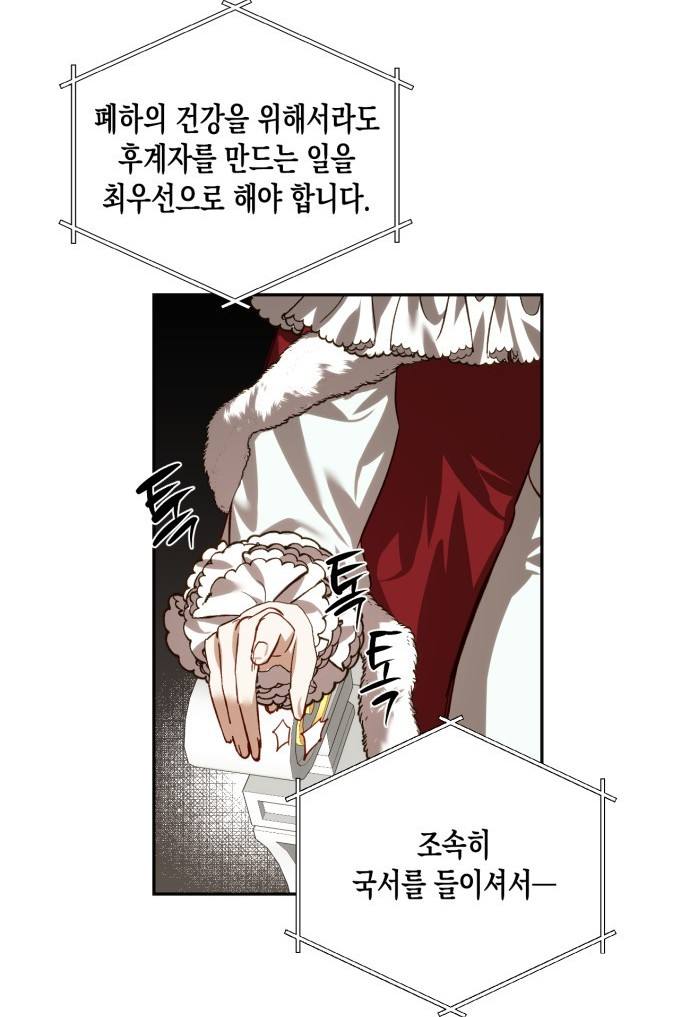 폐하의 건강을 위해서라도
후계자를 만드는 일을
최우선으로 해야 합니다.
톡
톡
톡
조속히
국서를 들이셔서—